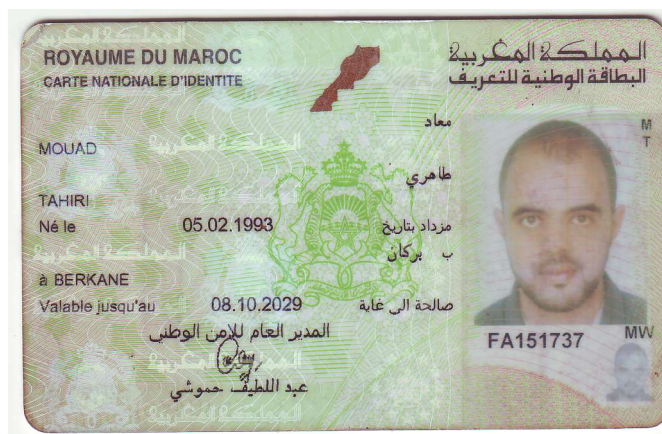 ROYAUME DU MAROC
المملكة المغربية
CARTE NATIONALE D'IDENTITE
البطاقة الوطنية للتعريف
معاد
MOUAD
طاهري
TAHIRI
Né le 05.02.1993 مزداد بتاريخ
ب بركان
à BERKANE
Valable jusqu'au 08.10.2029 صالحة الى غاية
المدير العام للأمن الوطني
عبد اللطيف حموشي
M
T
FA151737
MW